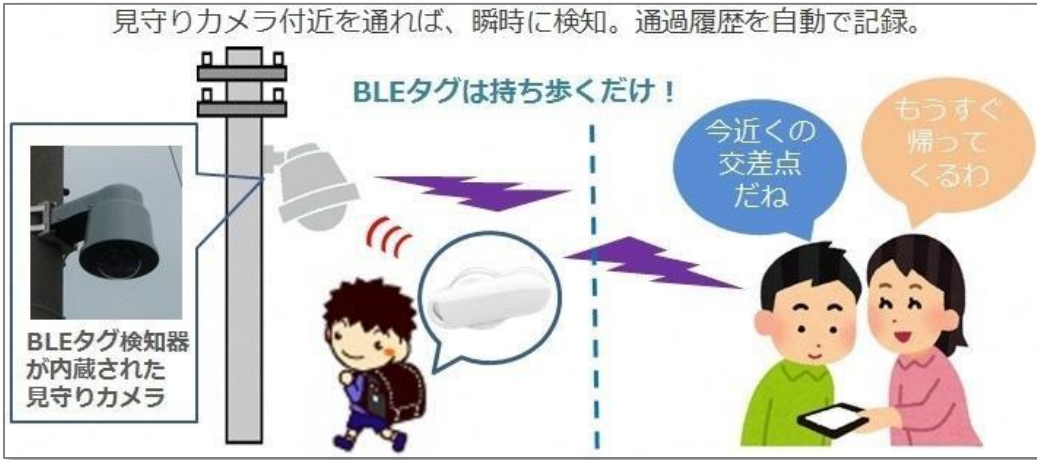 見守りカメラ付近を通れば、瞬時に検知。通過履歴を自動で記録。
BLEタグは持ち歩くだけ！
今近くの
交差点
だね
もうすぐ
帰って
くるわ
BLEタグ検知器
が内蔵された
見守りカメラ